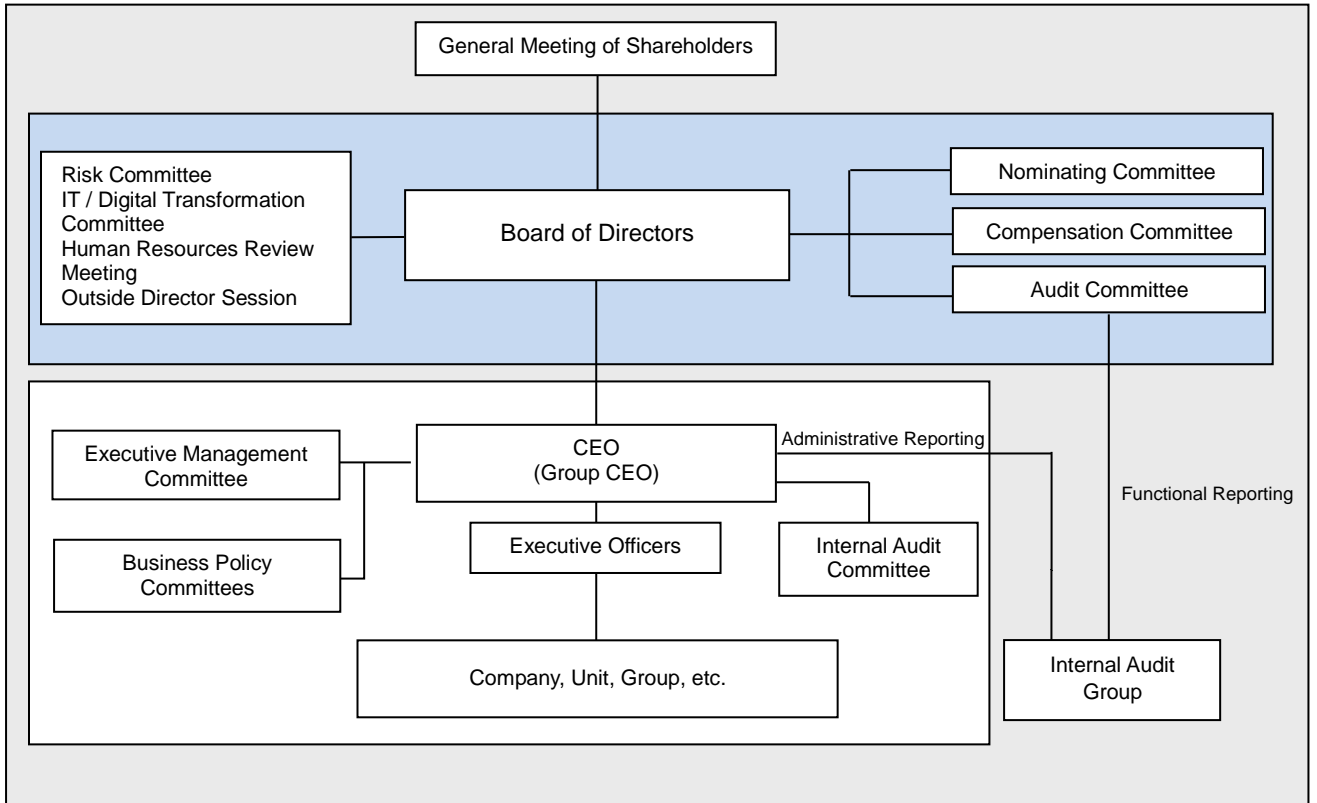 General Meeting of Shareholders
Risk Committee
IT / Digital Transformation
Committee
Human Resources Review
Meeting
Outside Director Session
Board of Directors
Nominating Committee
Compensation Committee
Audit Committee
Executive Management
Committee
Business Policy
Committees
CEO
(Group CEO)
Administrative Reporting
Functional Reporting
Executive Officers
Internal Audit
Committee
Company, Unit, Group, etc.
Internal Audit
Group